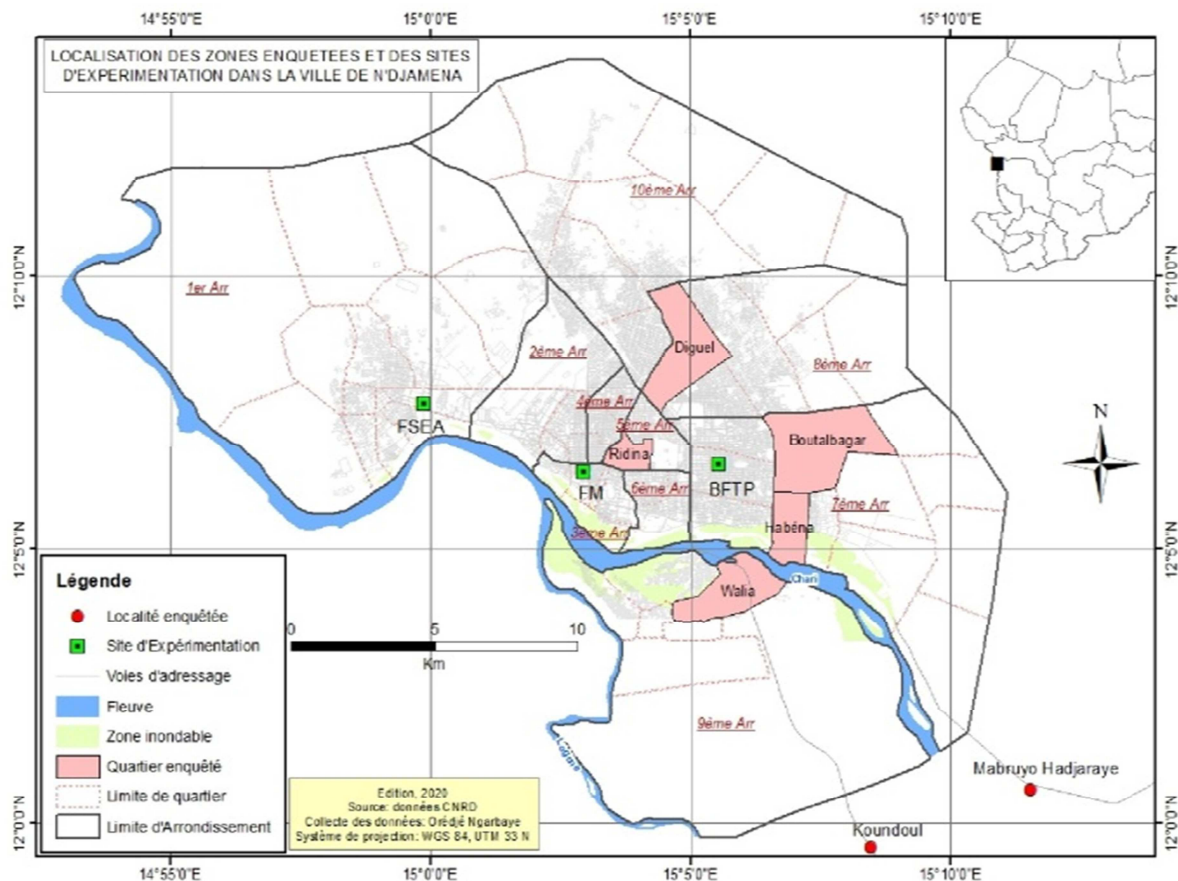 14°55'0"E 15°0'0"E 15°5'0"E 15°10'0"E
LOCALISATION DES ZONES ENQUETEES ET DES SITES
D'EXPERIMENTATION DANS LA VILLE DE N'DJAMENA
10ème Arr
12°10'0"N 12°10'0"N
1er Arr
2ème Arr
Diguel
8ème Arr
4ème Arr
FSEA
5ème Arr
Boutalbagar
Ridina
N
FM
6ème Arr
BFTP
7ème Arr
Habéna
3ème Arr
12°5'0"N 12°5'0"N
Walia
Chari
Légende
Localité enquêtée
Site d'Expérimentation
Voies d'adressage
Fleuve
Zone inondable
Quartier enquêté
Limite de quartier
Limite d'Arrondissement
0 5 10
Km
9ème Arr
Logone
Mabruyo Hadjaraye
Edition, 2020
Source: données CNRD
Collecte des données: Orédjé Ngarbaye
Système de projection: WGS 84, UTM 33 N
Koundoul
12°0'0"N 12°0'0"N
14°55'0"E 15°0'0"E 15°5'0"E 15°10'0"E